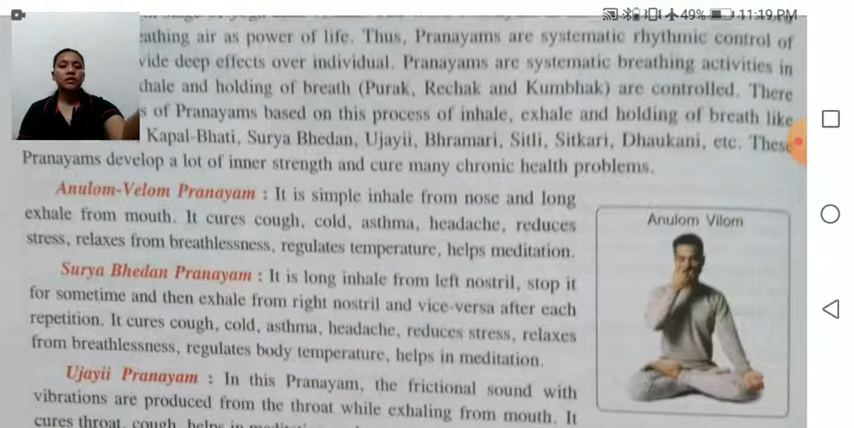 49% 11:19 PM
eathing air as power of life. Thus, Pranayams are systematic rhythmic control of
vide deep effects over individual. Pranayams are systematic breathing activities in
hale and holding of breath (Purak, Rechak and Kumbhak) are controlled. There
s of Pranayams based on this process of inhale, exhale and holding of breath like
Kapal-Bhati, Surya Bhedan, Ujayii, Bhramari, Sitli, Sitkari, Dhaukani, etc. These
Pranayams develop a lot of inner strength and cure many chronic health problems.
Anulom-Velom Pranayam : It is simple inhale from nose and long
exhale from mouth. It cures cough, cold, asthma, headache, reduces
stress, relaxes from breathlessness, regulates temperature, helps meditation.
Anulom Vilom
Surya Bhedan Pranayam : It is long inhale from left nostril, stop it
for sometime and then exhale from right nostril and vice-versa after each
repetition. It cures cough, cold, asthma, headache, reduces stress, relaxes
from breathlessness, regulates body temperature, helps in meditation.
Ujayii Pranayam : In this Pranayam, the frictional sound with
vibrations are produced from the throat while exhaling from mouth. It
cures throat, cough, helps in